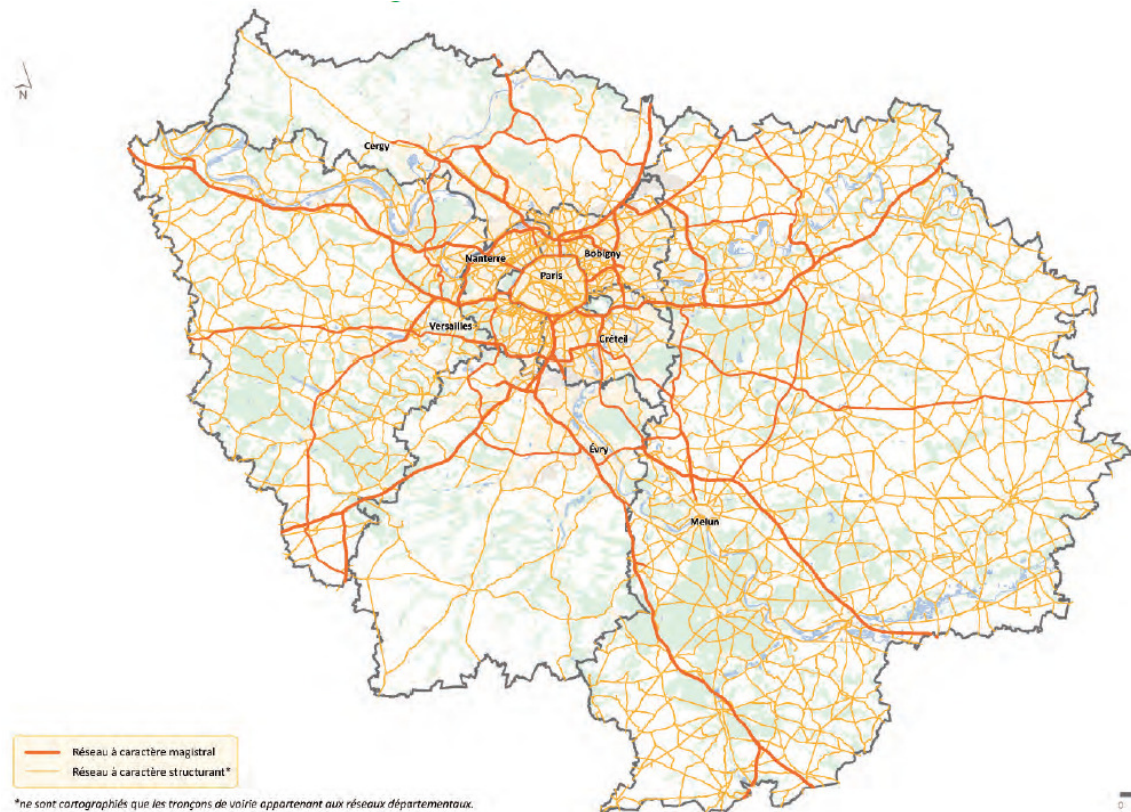 N
Cergy
Nanterre
Bobigny
Paris
Versailles
Créteil
Évry
Melun
Réseau à caractère magistral
Réseau à caractère structurant*
*ne sont cartographiés que les tronçons de voirie appartenant aux réseaux départementaux.
0